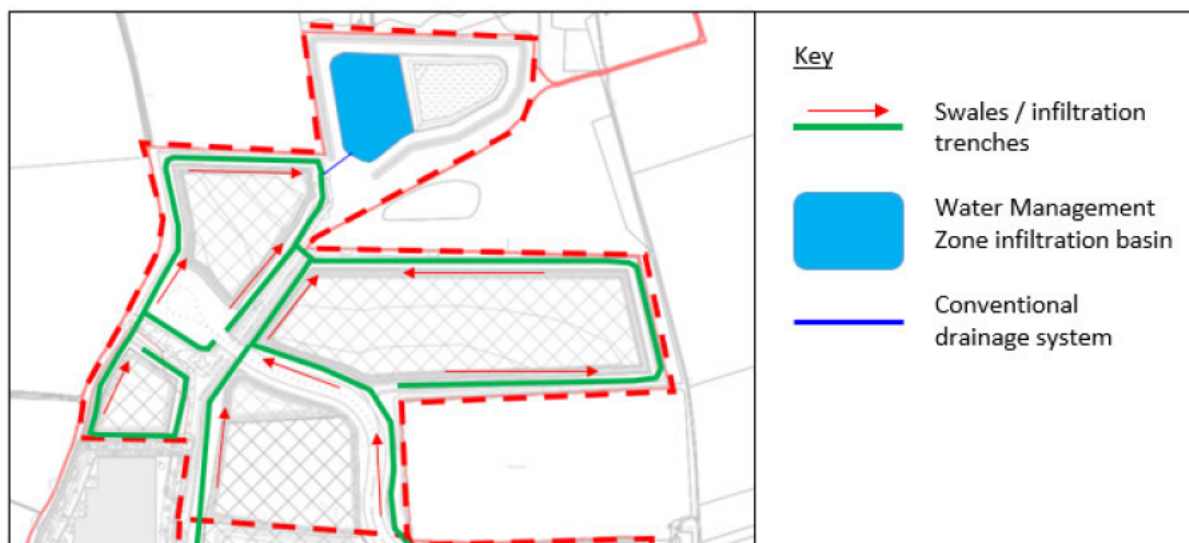 Key
Swales / infiltration
trenches
Water Management
Zone infiltration basin
Conventional
drainage system